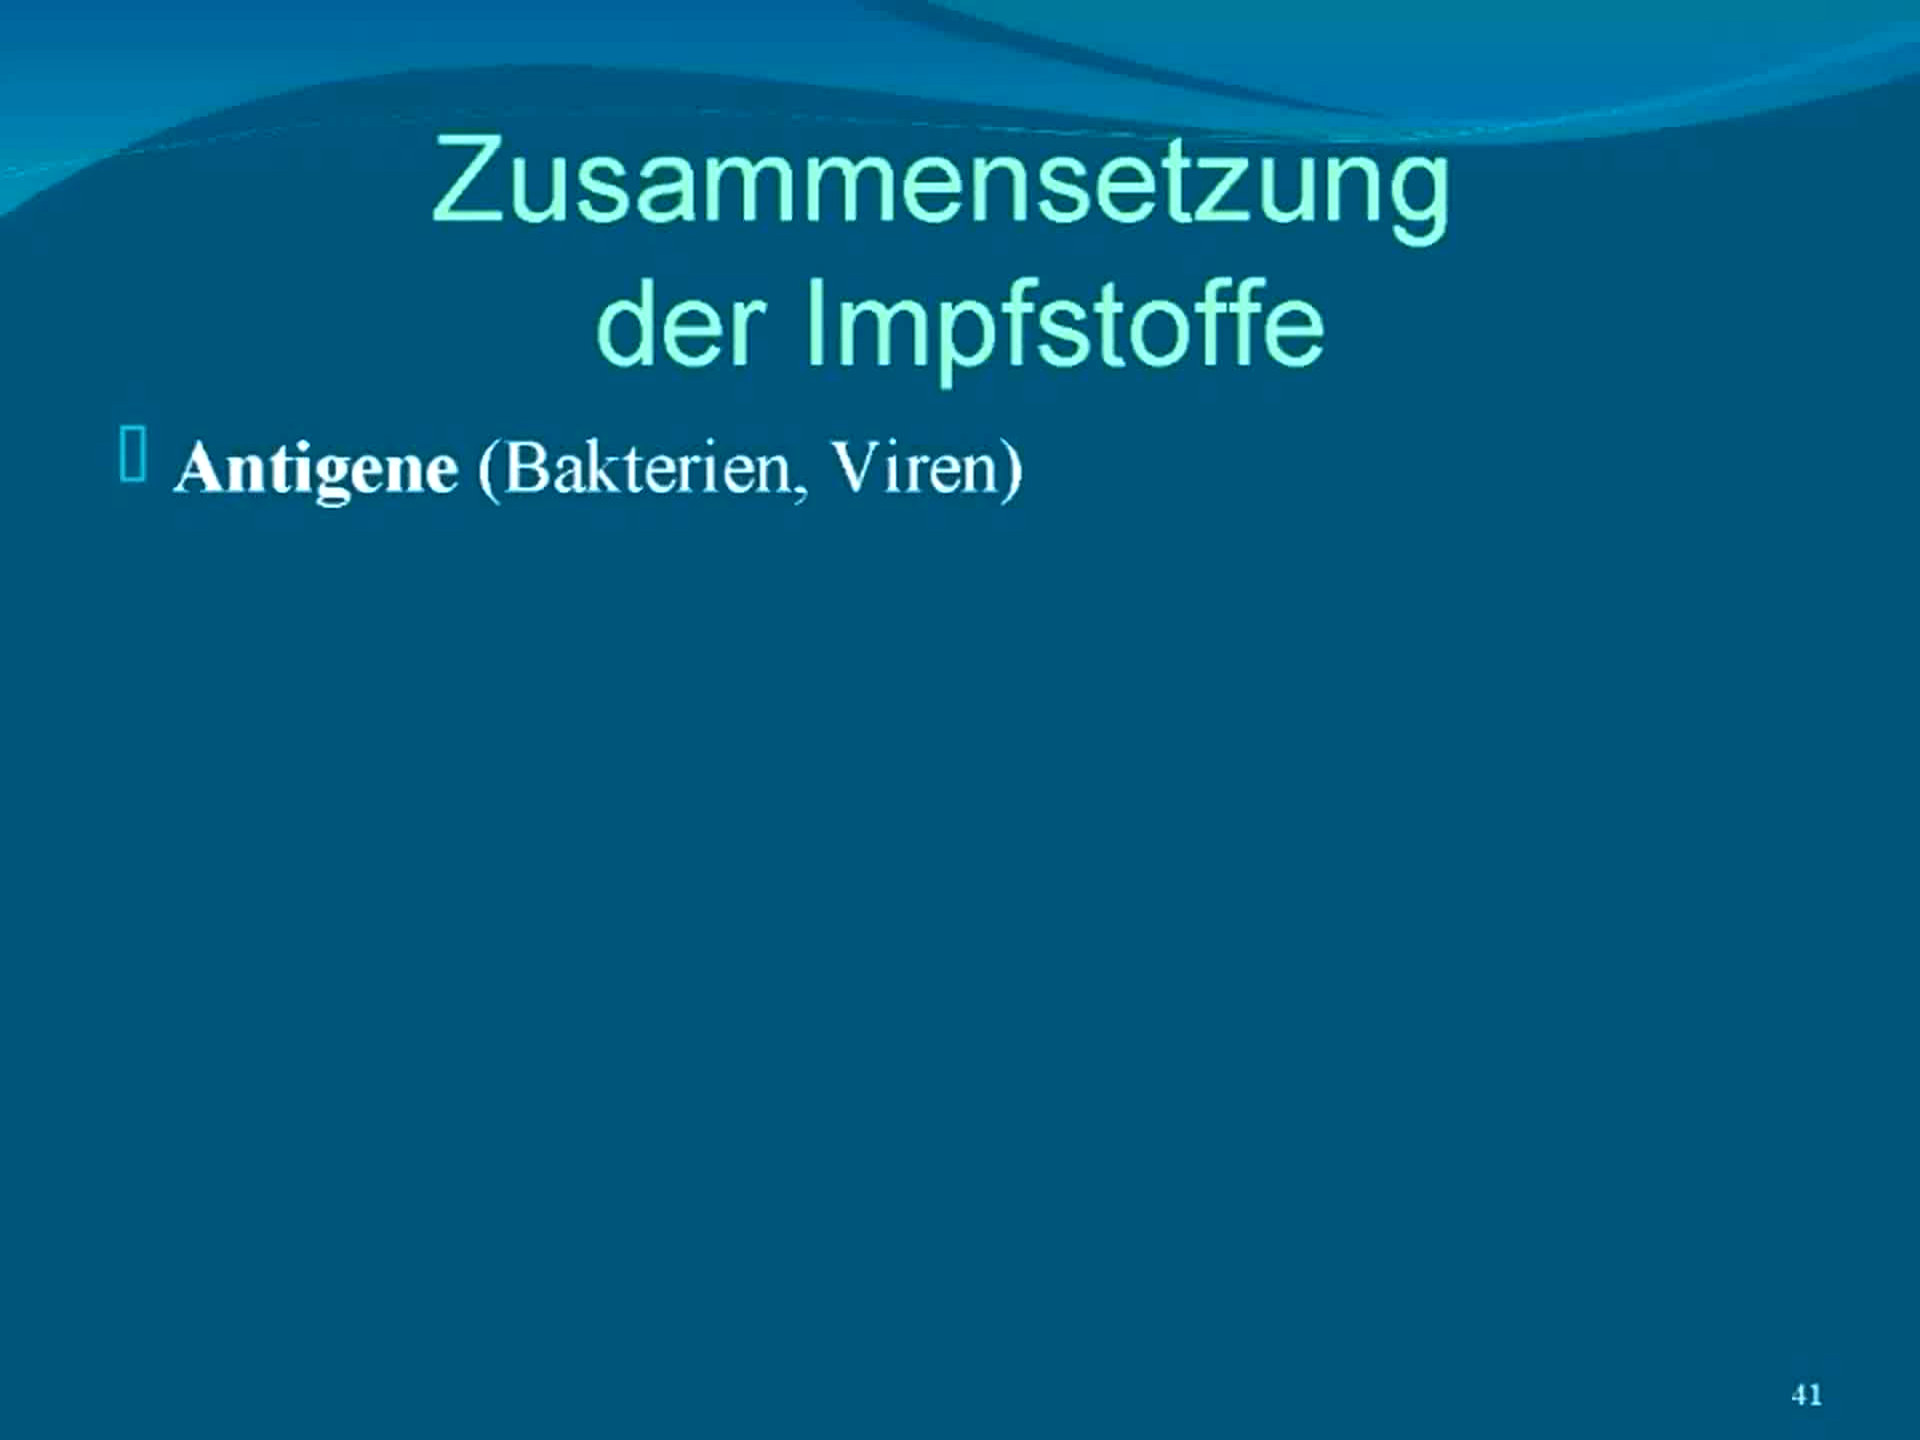 Zusammensetzung
der Impfstoffe
Antigene (Bakterien, Viren)
41